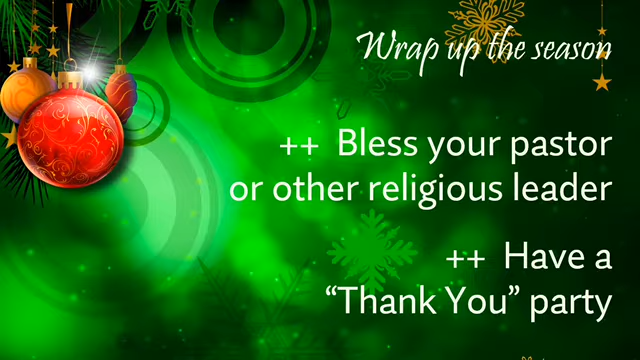 Wrap up the season
++ Bless your pastor
or other religious leader
++ Have a
“Thank You” party